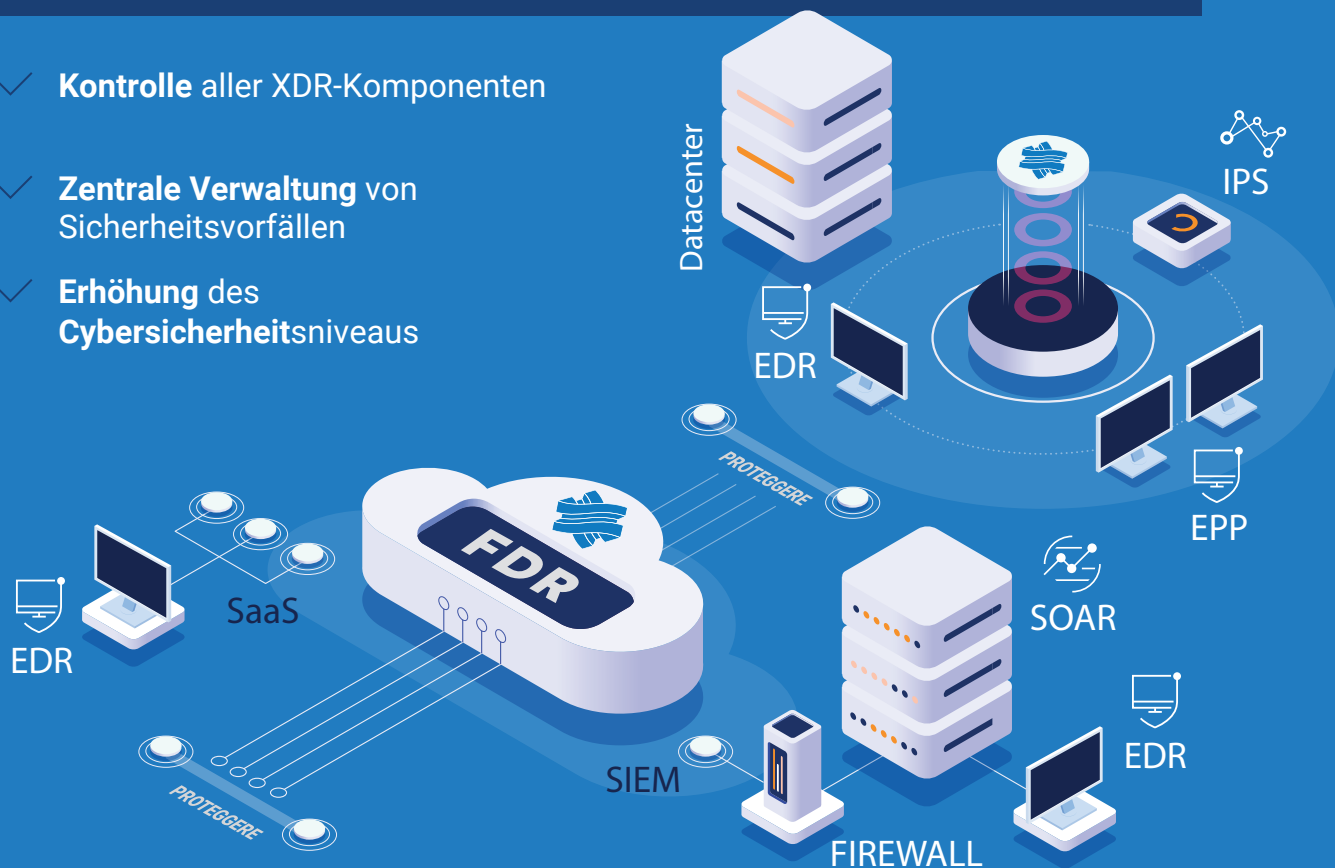 Kontrolle aller XDR-Komponenten
Zentrale Verwaltung von
Sicherheitsvorfällen
Erhöhung des
Cybersicherheitsniveaus
Datacenter
IPS
EDR
EPP
PROTEGGERE
FDR
SaaS
EDR
SOAR
EDR
SIEM
PROTEGGERE
FIREWALL